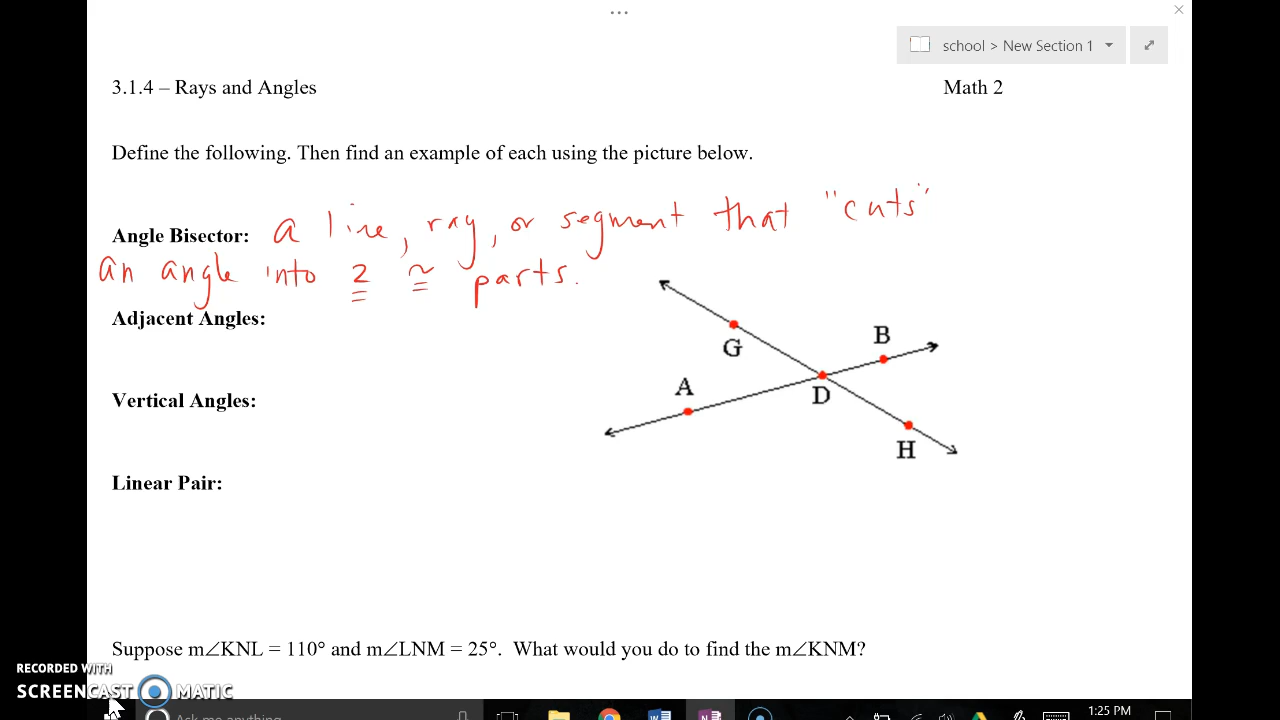 school > New Section 1
3.1.4 – Rays and Angles Math 2
Define the following. Then find an example of each using the picture below.
Angle Bisector: a line, ray, or segment that "cuts"
an angle into 2 ≅ parts.
Adjacent Angles:
Vertical Angles:
Linear Pair:
G
B
A
D
H
Suppose m∠KNL = 110° and m∠LNM = 25°. What would you do to find the m∠KNM?
RECORDED WITH
SCREENCAST MATIC
Ask me anything
1:25 PM